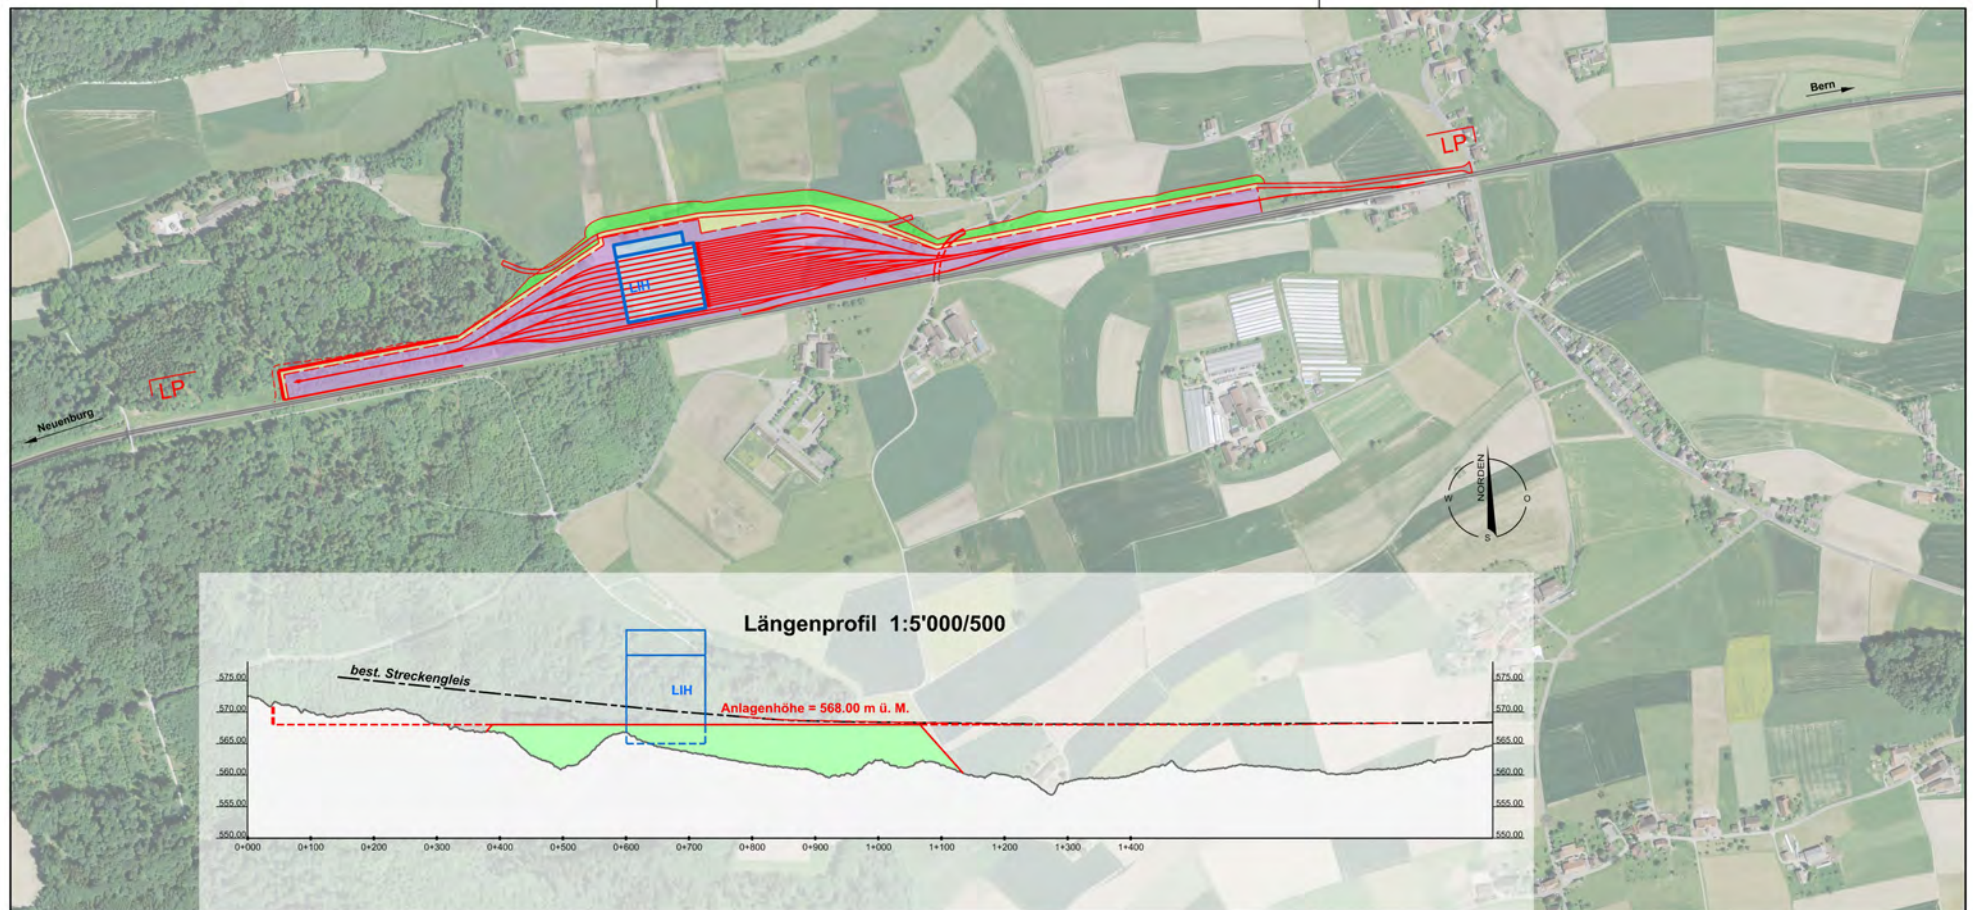 Bern
LP
LIH
LP
Neuenburg
NORDEN
W
O
S
Längenprofil 1:5'000/500
best. Streckengleis
LIH
Anlagenhöhe = 568.00 m ü. M.
575.00
570.00
565.00
560.00
555.00
550.00
575.00
570.00
565.00
560.00
555.00
550.00
0+000 0+100 0+200 0+300 0+400 0+500 0+600 0+700 0+800 0+900 1+000 1+100 1+200 1+300 1+400